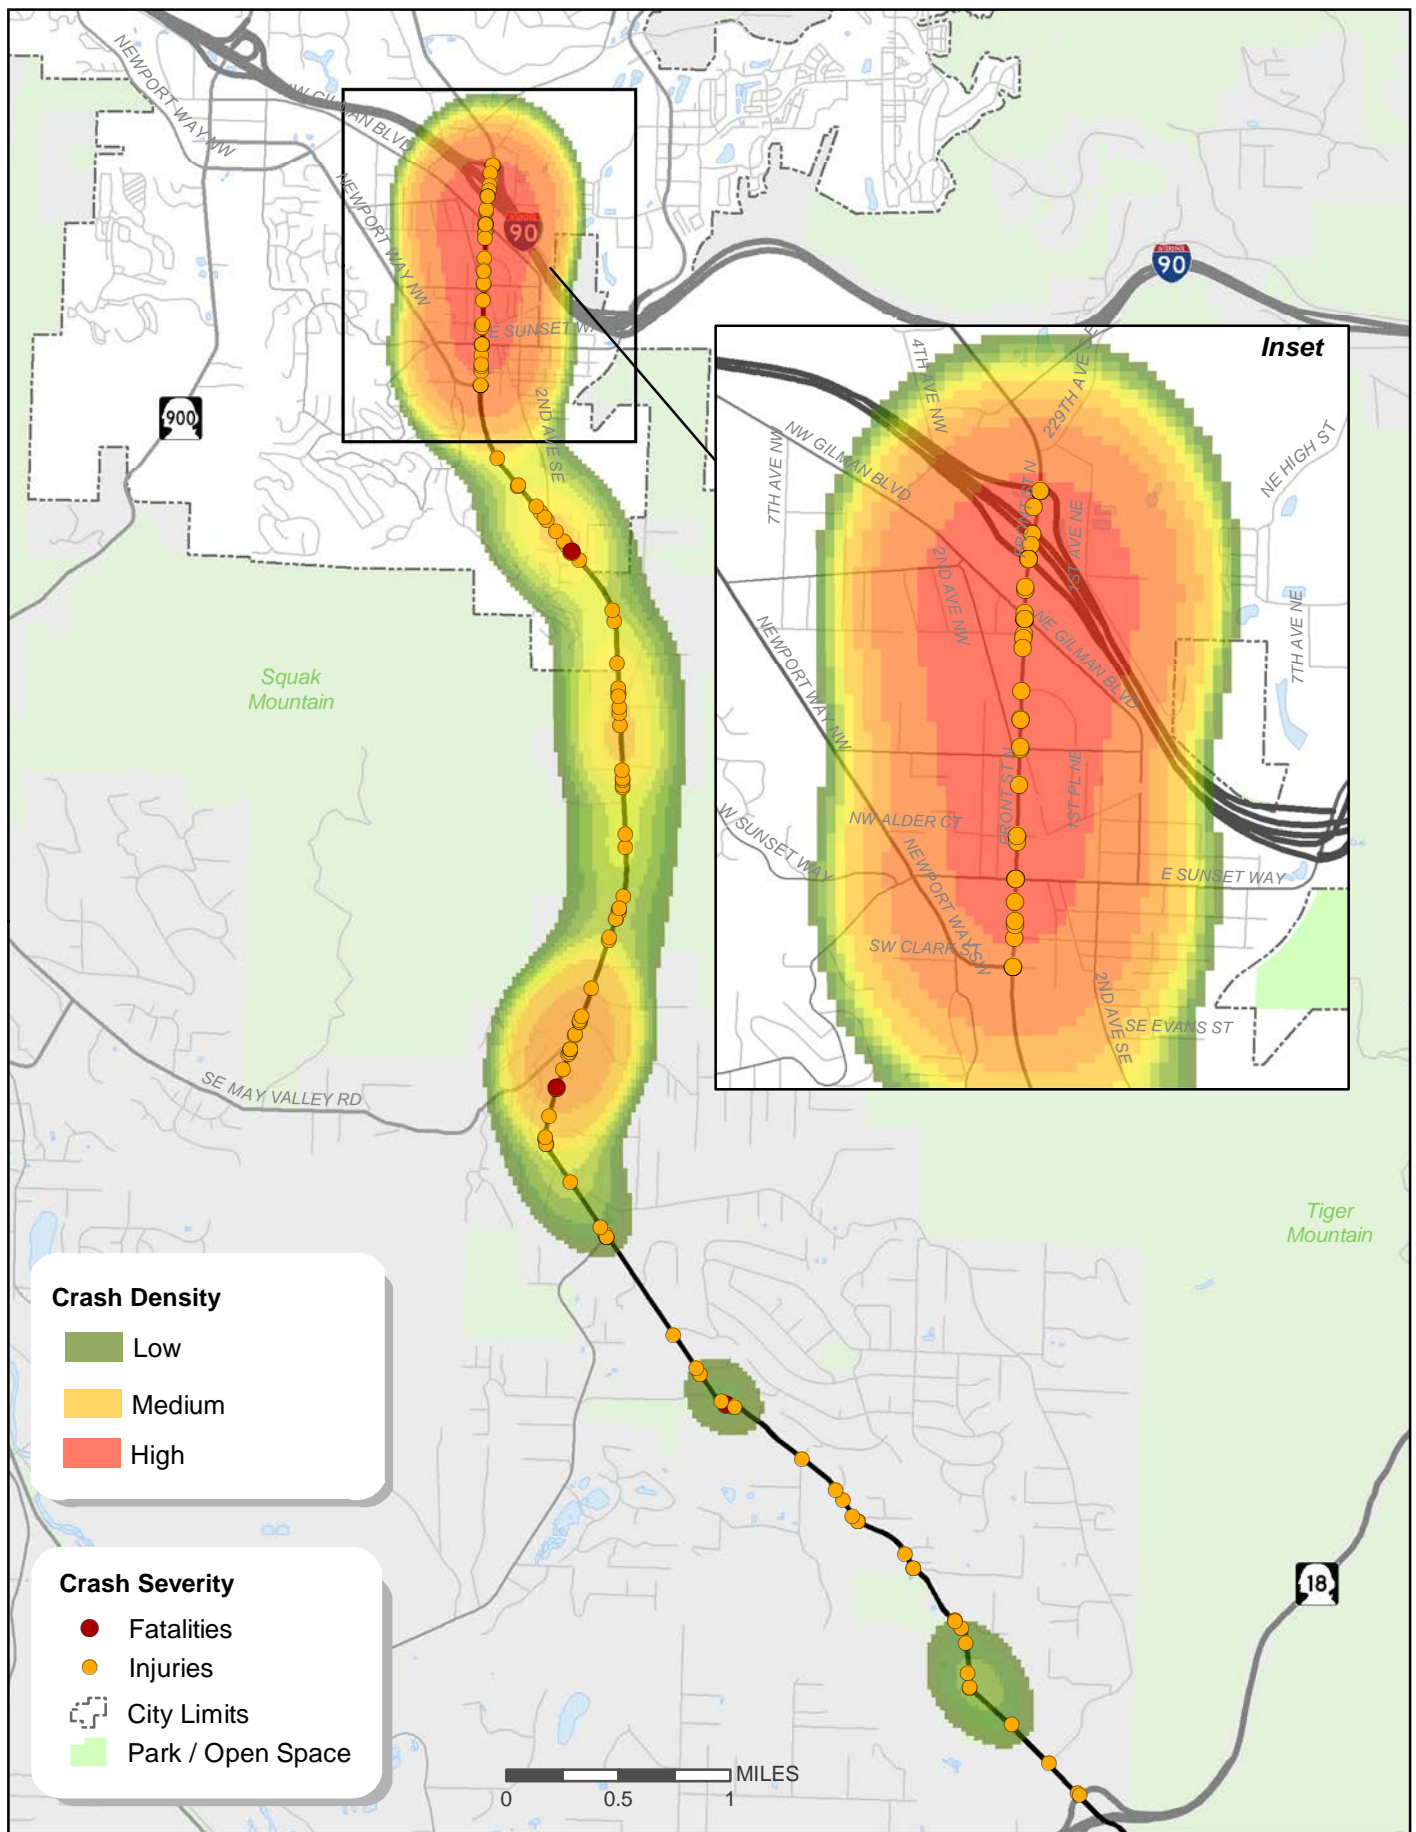 NEWPORT WAY NW
NW GILMAN BLVD
NEWPORT WAY NW
INTERSTATE
90
E SUNSET WAY
2ND AVE SE
900
INTERSTATE
90
Inset
4TH AVE NW
229TH AVE SE
7TH AVE NW
NW GILMAN BLVD
NE HIGH ST
FRONT ST N
1ST AVE NE
2ND AVE NW
NE GILMAN BLVD
7TH AVE NE
NEWPORT WAY NW
FRONT ST N
1ST PL NE
NW ALDER CT
W SUNSET WAY
NEWPORT WAY SW
E SUNSET WAY
SW CLARK ST
2ND AVE SE
SE EVANS ST
Squak
Mountain
SE MAY VALLEY RD
Tiger
Mountain
18
Crash Density
Low
Medium
High
Crash Severity
Fatalities
Injuries
City Limits
Park / Open Space
MILES
0 0.5 1